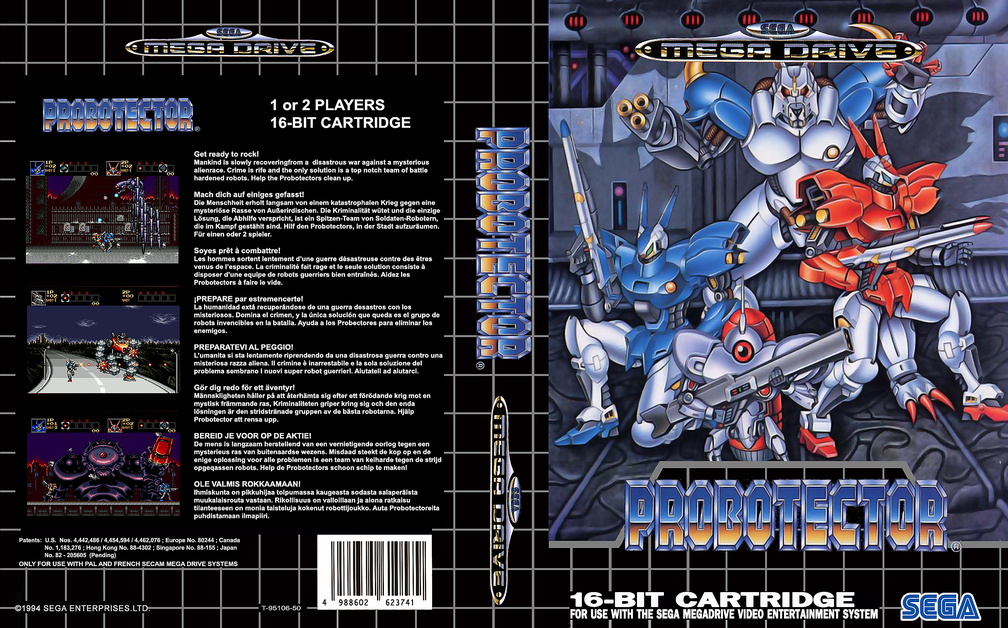 SEGA
MEGA DRIVE
PROBOTECTOR
1 or 2 PLAYERS
16-BIT CARTRIDGE
Get ready to rock!
Mankind is slowly recoveringfrom a disastrous war against a mysterious
alienrace. Crime is rife and the only solution is a top notch team of battle
hardened robots. Help the Probotectors clean up.
Mach dich auf einiges gefasst!
Die Menschheit erholt langsam von einem katastrophalen Krieg gegen eine
mysteriöse Rasse von Außerirdischen. Die Kriminalität wütet und die einzige
Lösung, die Abhilfe verspricht, ist ein Spitzen-Team von Soldaten-Robotern,
die im Kampf gestählt sind. Hilf den Probotectors, in der Stadt aufzuräumen.
Für einen oder 2 spieler.
Soyes prêt à combattre!
Les hommes sortent lentement d'une guerre désastreuse contre des êtres
venus de l'espace. La criminalité fait rage et le seule solution consiste à
disposer d'une equipe de robots guerriers bien entrainés. Aidez les
Probotectors à faire le vide.
¡PREPARE par estremencerte!
La humanidad extá recuperándose de una guerra desastros con los
misteriosos. Domina el crimen, y la única solución que queda es el grupo de
robots invencibles en la batalla. Ayuda a los Probectores para eliminar los
enemigos.
PREPARATEVI AL PEGGIO!
L'umanita si sta lentamente riprendendo da una disastrosa guerra contro una
misteriosa razza aliena. Il crimine è inarrestabile e la sola soluzione del
problema sembrano I nuovi super robot guerrieri. Aiutateli ad aiutarci.
Gör dig redo för ett äventyr!
Männskligheten håller på att återhämta sig efter ett förödande krig mot en
mystisk främmande ras, Kriminaliteten griper kring sig och den enda
lösningen är den stridstränade gruppen av de bästa robotarna. Hjälp
Probotector att rensa upp.
BEREID JE VOOR OP DE AKTIE!
De mens is langzaam herstellend van een vernietigende oorlog tegen een
mysterieus ras van buitenaardse wezens. Misdaad steekt de kop op en de
enige oplossing voor alle problemen is een team van keiharde tegen de strijd
opgeqassen robots. Help de Probotectors schoon schip te maken!
OLE VALMIS ROKKAAMAAN!
Ihmiskunta on pikkuhijaa toipumassa kaugeasta sodasta salaperäista
muukalaisrouta vastaan. Rikollisuus on valloillaan ja aiona ratkaisu
tilanteeseen on monia taisteluja kokenut robottijoukko. Auta Probotectoreita
puhdistamaan ilmapiiri.
Patents: U.S. Nos. 4,442,486 / 4,454,594 / 4,462,076 ; Europe No. 80244 ; Canada
No. 1,183,276 ; Hong Kong No. 88-4302 ; Singapore No. 88-155 ; Japan
No. 82 - 205605 (Pending)
ONLY FOR USE WITH PAL AND FRENCH SECAM MEGA DRIVE SYSTEMS
©1994 SEGA ENTERPRISES.LTD.
T-95106-50
4 988602 623741
PROBOTECTOR®
SEGA
MEGA DRIVE
SEGA
MEGA DRIVE
PROBOTECTOR®
16-BIT CARTRIDGE
FOR USE WITH THE SEGA MEGADRIVE VIDEO ENTERTAINMENT SYSTEM
SEGA